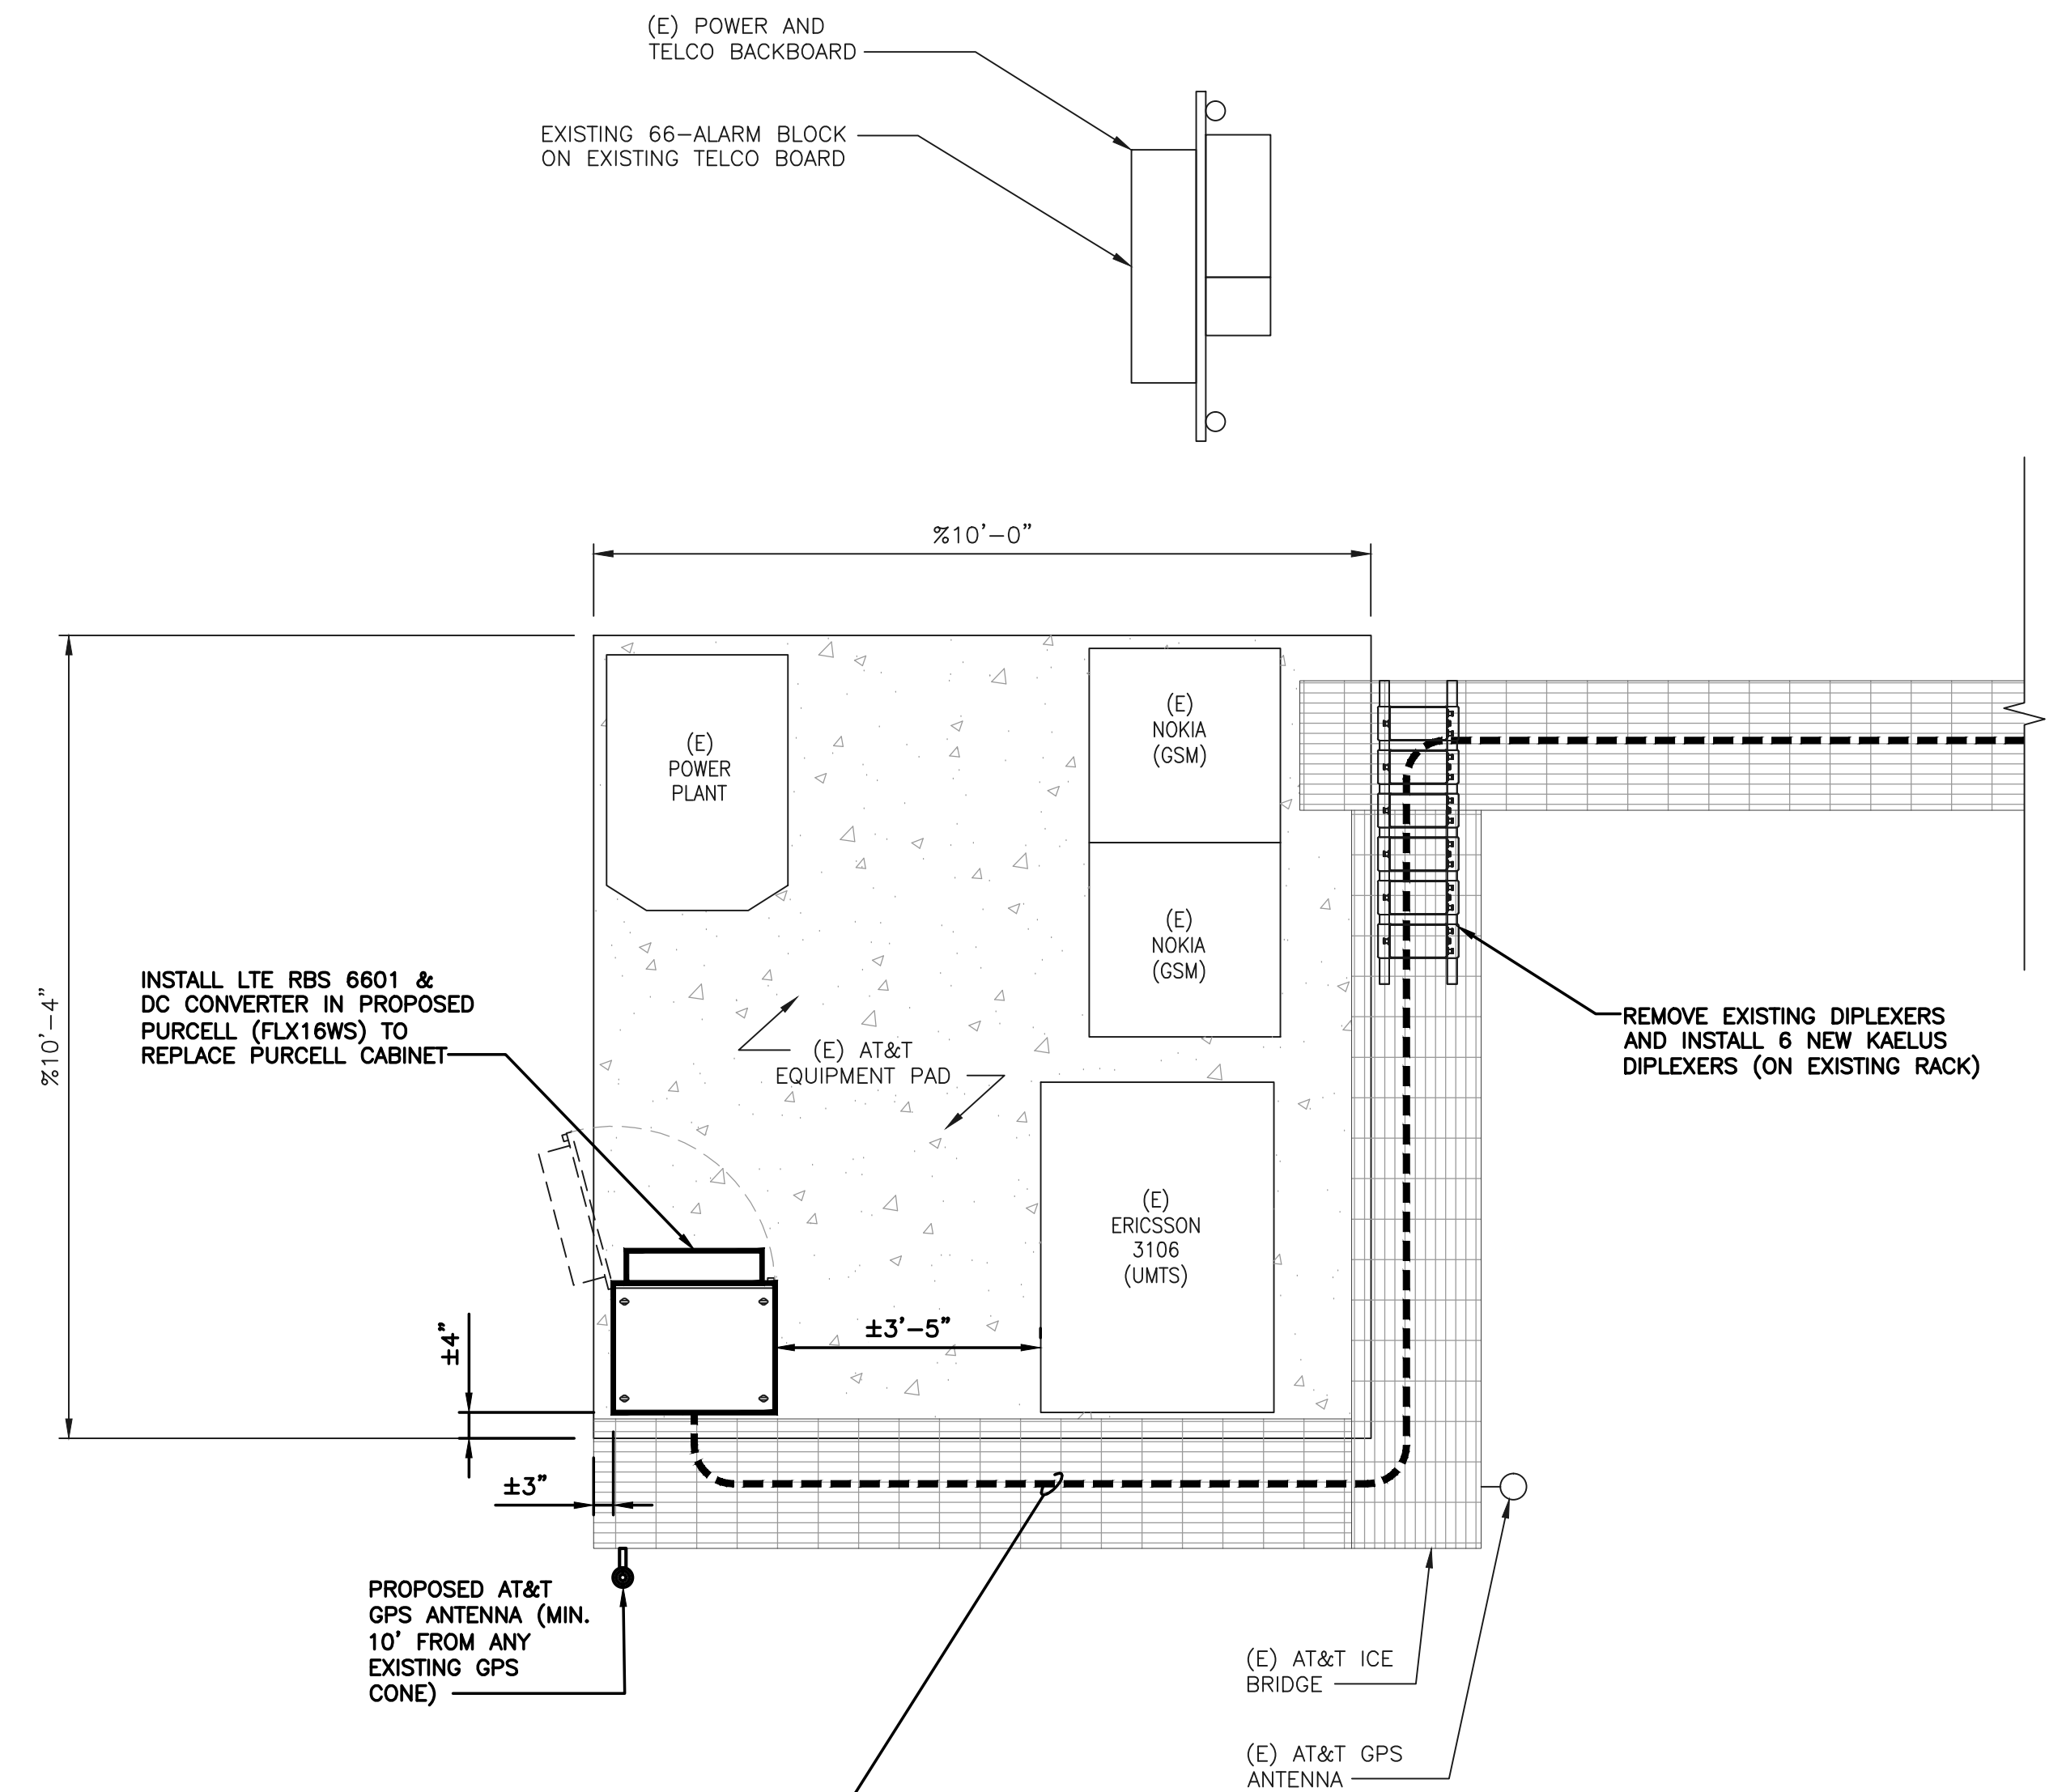 (E) POWER AND
TELCO BACKBOARD
EXISTING 66-ALARM BLOCK
ON EXISTING TELCO BOARD
%10'-0"
%10'-4"
(E)
POWER
PLANT
(E)
NOKIA
(GSM)
(E)
NOKIA
(GSM)
INSTALL LTE RBS 6601 &
DC CONVERTER IN PROPOSED
PURCELL (FLX16WS) TO
REPLACE PURCELL CABINET
(E) AT&T
EQUIPMENT PAD
REMOVE EXISTING DIPLEXERS
AND INSTALL 6 NEW KAELUS
DIPLEXERS (ON EXISTING RACK)
(E)
ERICSSON
3106
(UMTS)
±3'-5"
±4"
±3"
PROPOSED AT&T
GPS ANTENNA (MIN.
10' FROM ANY
EXISTING GPS
CONE)
(E) AT&T ICE
BRIDGE
(E) AT&T GPS
ANTENNA